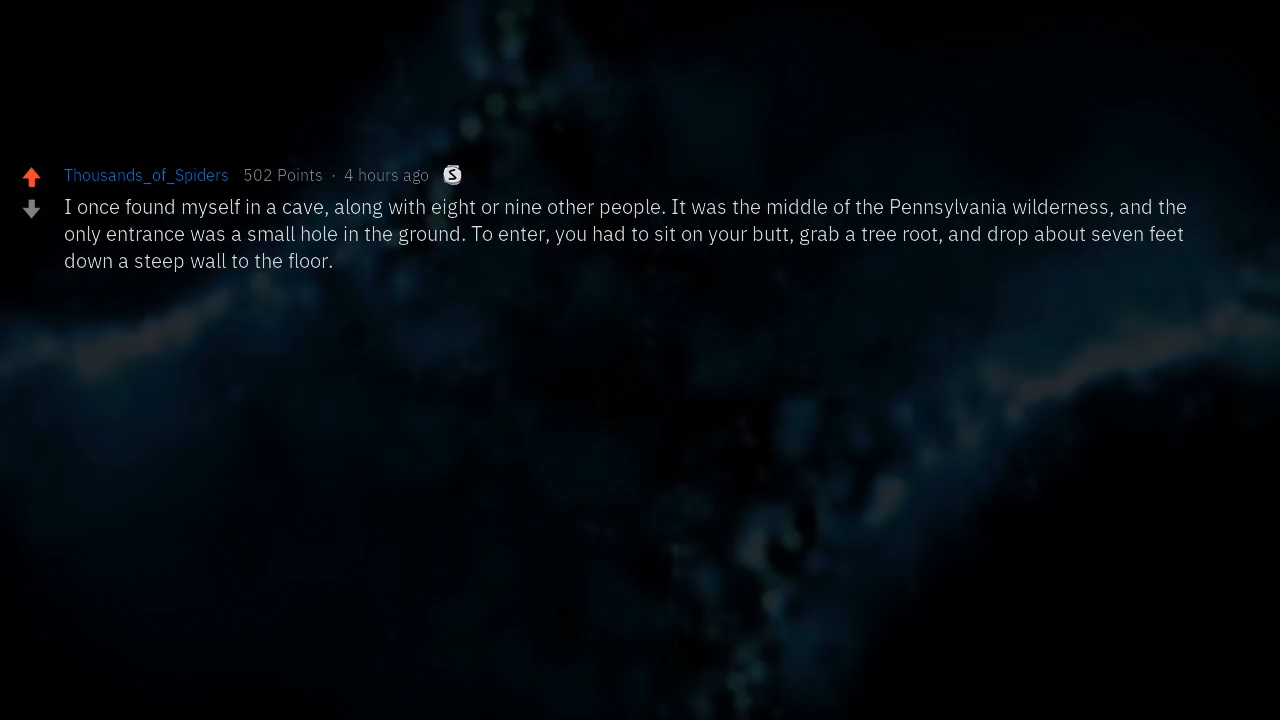 Thousands_of_Spiders 502 Points · 4 hours ago S
I once found myself in a cave, along with eight or nine other people. It was the middle of the Pennsylvania wilderness, and the
only entrance was a small hole in the ground. To enter, you had to sit on your butt, grab a tree root, and drop about seven feet
down a steep wall to the floor.